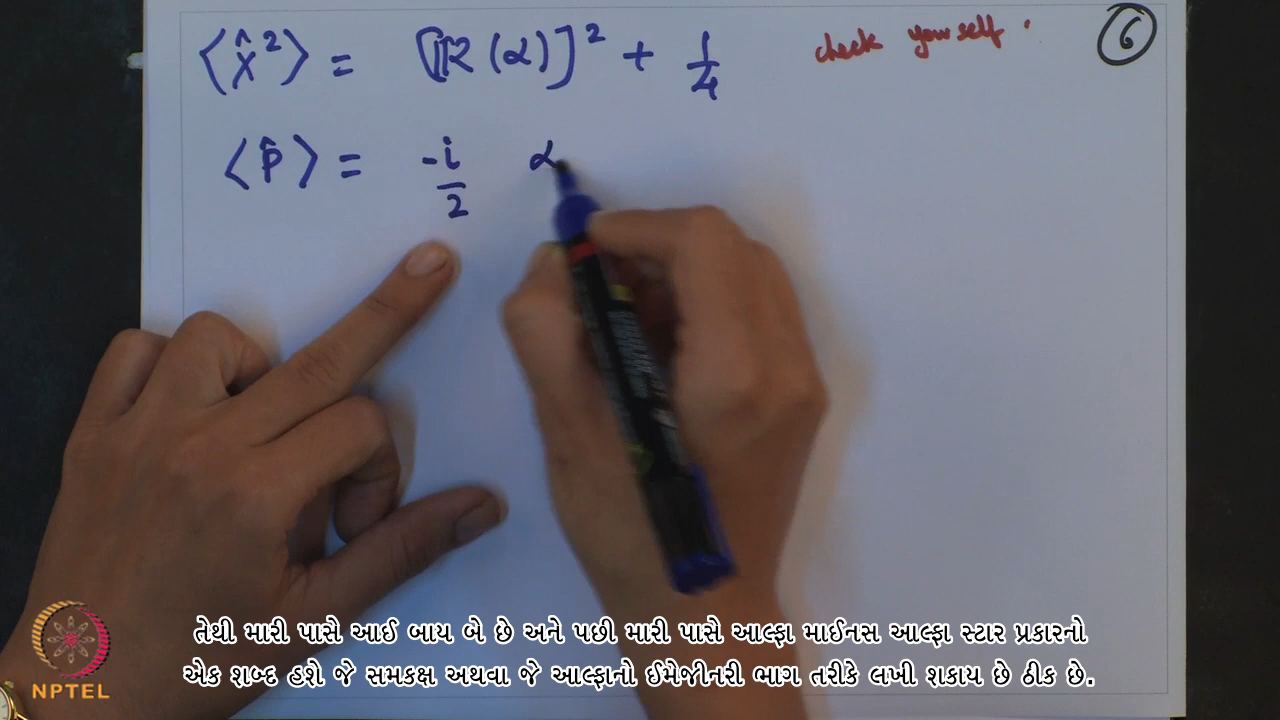 ⟨X̂²⟩ = [ℝ(α)]² + 1/4 check yourself. 6
⟨P̂⟩ = -i/2 α
તેથી મારી પાસે આઈ બાય બે છે અને પછી મારી પાસે આલ્ફા માઈનસ આલ્ફા સ્ટાર પ્રકારનો
એક શબ્દ હશે જે સમકક્ષ અથવા જે આલ્ફાનો ઈમેજીનરી ભાગ તરીકે લખી શકાય છે ઠીક છે.
NPTEL